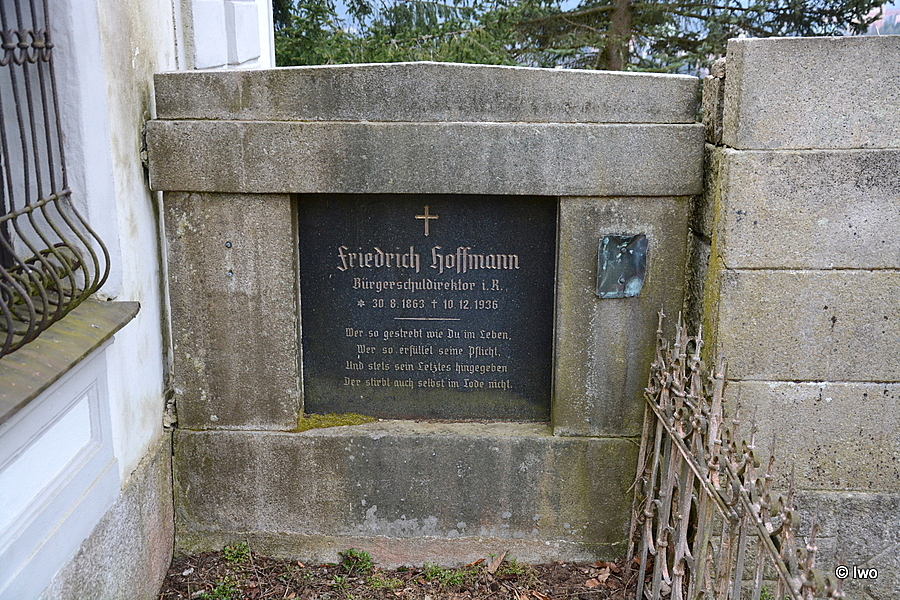 Friedrich Hoffmann
Bürgerschuldirektor i.R.
* 30.8.1863 † 10.12.1936
Wer so gestrebt wie Du im Leben,
Wer so erfüllet seine Pflicht,
Und stets sein Letztes hingegeben
Der stirbt auch selbst im Tode nicht.
© Iwo